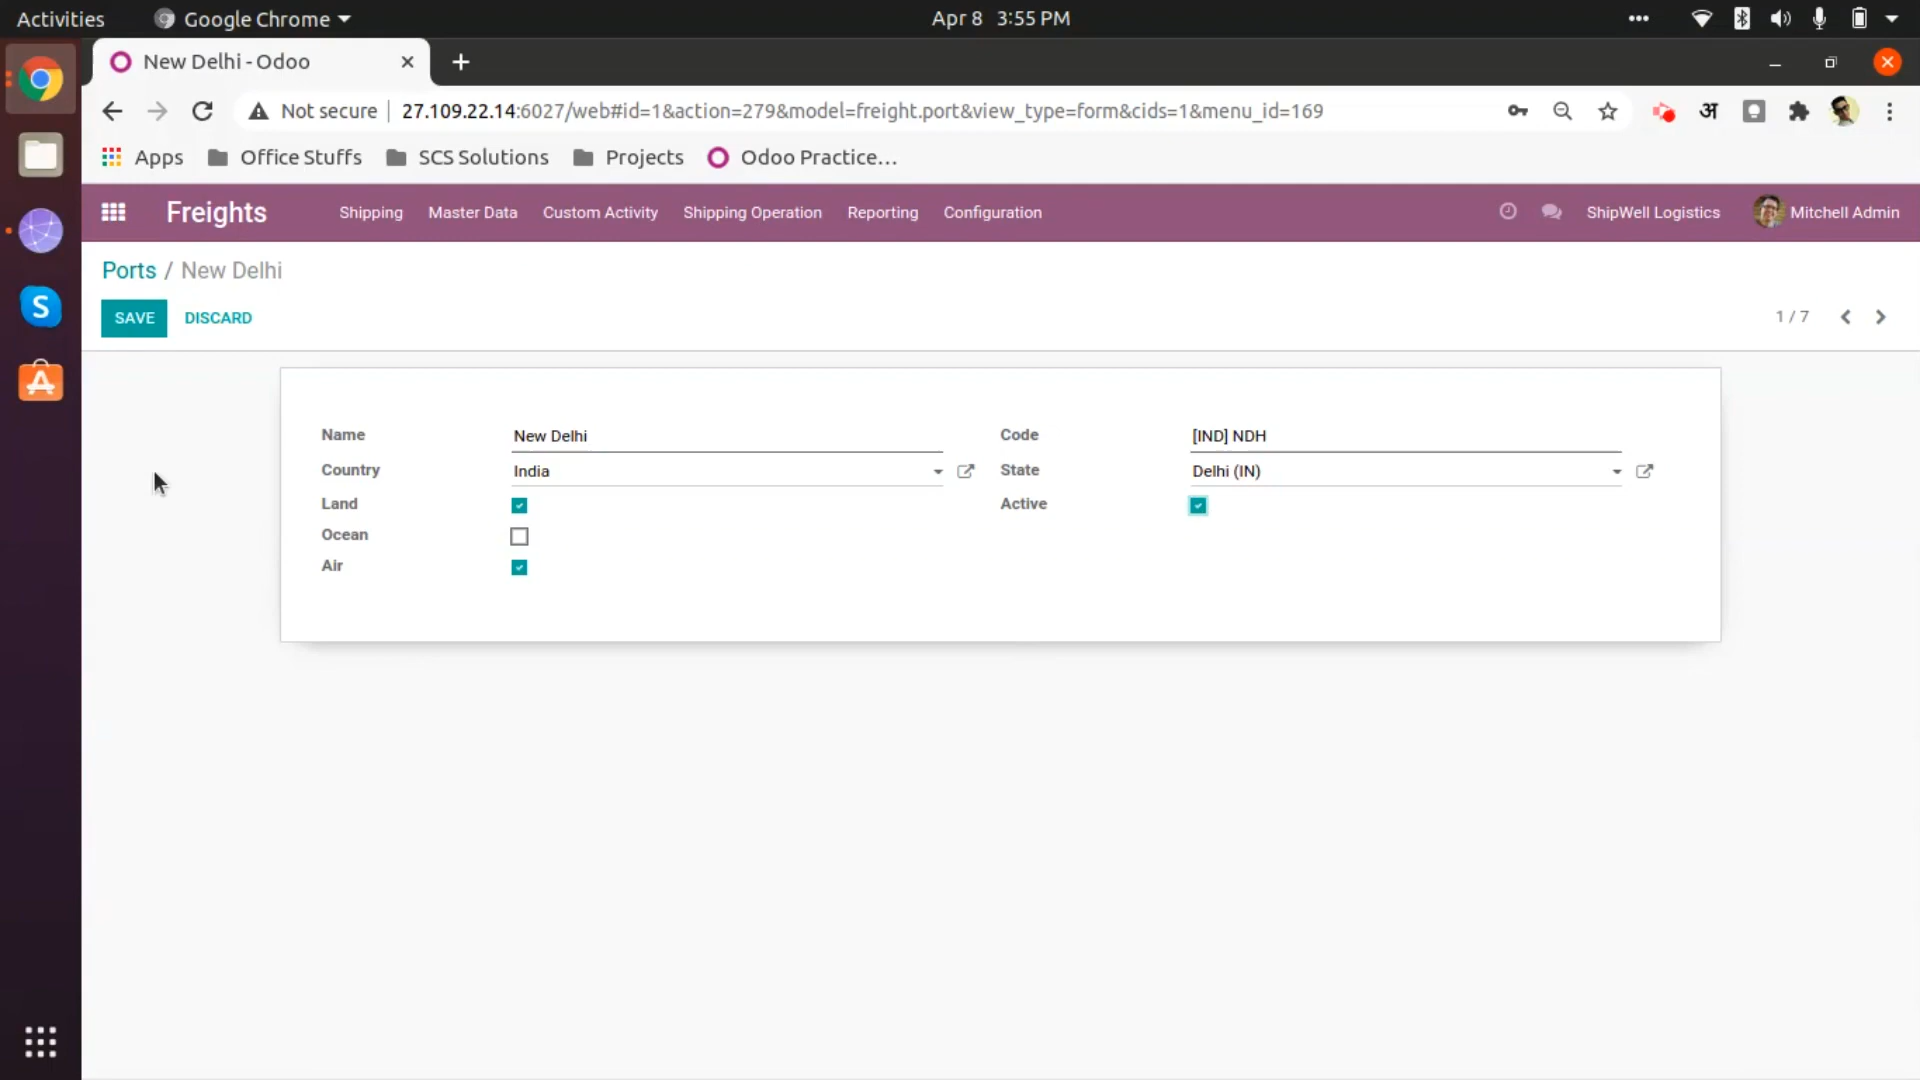 Activities Google Chrome Apr 8 3:55 PM
New Delhi - Odoo
Not secure 27.109.22.14:6027/web#id=1&action=279&model=freight.port&view_type=form&cids=1&menu_id=169 अ
Apps Office Stuffs SCS Solutions Projects Odoo Practice...
Freights Shipping Master Data Custom Activity Shipping Operation Reporting Configuration ShipWell Logistics Mitchell Admin
Ports / New Delhi
SAVE DISCARD 1 / 7
Name New Delhi Code [IND] NDH
Country India State Delhi (IN)
Land Active
Ocean
Air
S